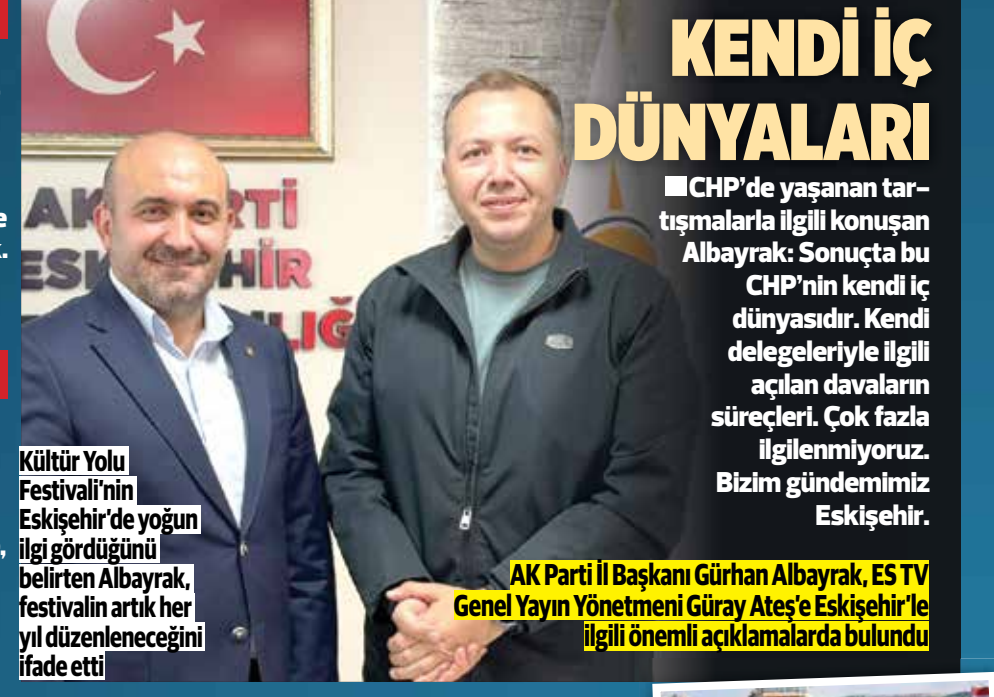 KENDİ İÇ
DÜNYALARI
CHP’de yaşanan tar–
tışmalarla ilgili konuşan
Albayrak: Sonuçta bu
CHP’nin kendi iç
dünyasıdır. Kendi
delegeleriyle ilgili
açılan davaların
süreçleri. Çok fazla
ilgilenmiyoruz.
Bizim gündemimiz
Eskişehir.
AK Parti İl Başkanı Gürhan Albayrak, ES TV
Genel Yayın Yönetmeni Güray Ateş'e Eskişehir'le
ilgili önemli açıklamalarda bulundu
Kültür Yolu
Festivali'nin
Eskişehir'de yoğun
ilgi gördüğünü
belirten Albayrak,
festivalin artık her
yıl düzenleneceğini
ifade etti
AK